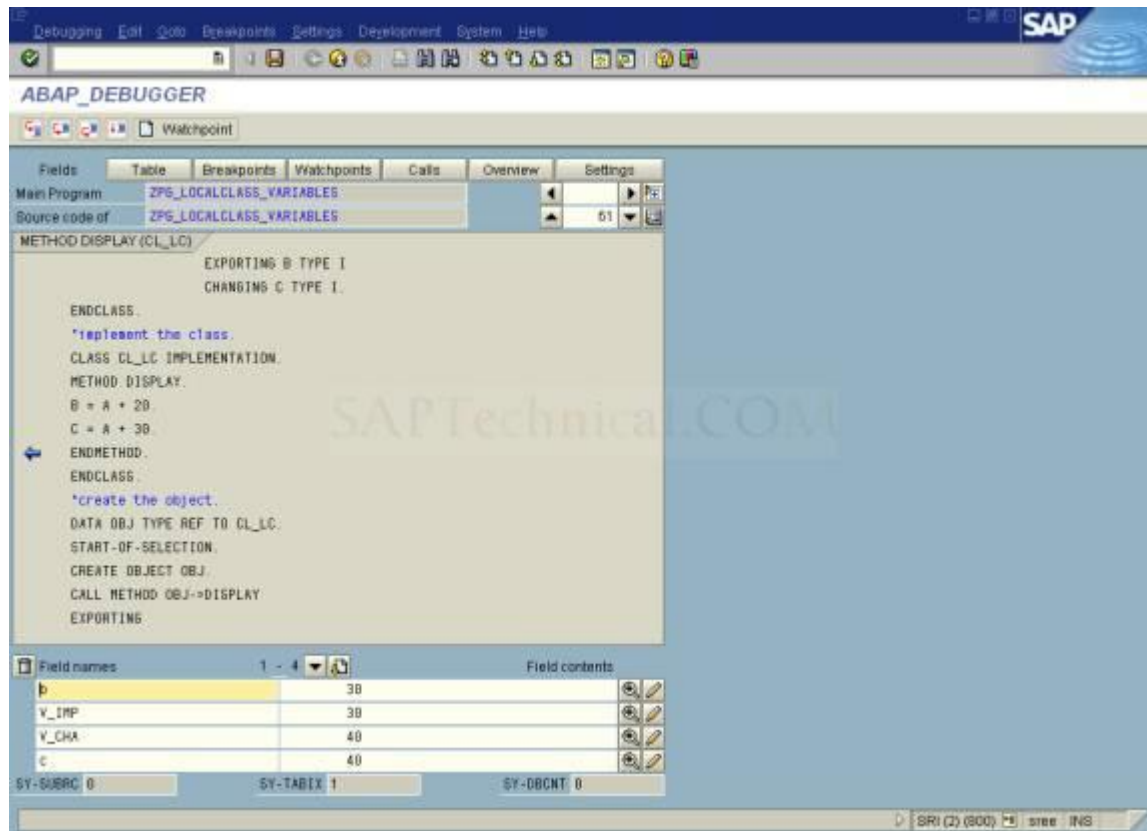 Debugging Edit Goto Breakpoints Settings Development System Help
SAP
ABAP_DEBUGGER
Watchpoint
Fields Table Breakpoints Watchpoints Calls Overview Settings
Main Program ZPG_LOCALCLASS_VARIABLES
Source code of ZPG_LOCALCLASS_VARIABLES 61
METHOD DISPLAY (CL_LC)
EXPORTING B TYPE I
CHANGING C TYPE I.
ENDCLASS.
*implement the class.
CLASS CL_LC IMPLEMENTATION.
METHOD DISPLAY.
B = A + 20.
C = A + 30.
ENDMETHOD.
ENDCLASS.
*create the object.
DATA OBJ TYPE REF TO CL_LC.
START-OF-SELECTION.
CREATE OBJECT OBJ.
CALL METHOD OBJ->DISPLAY
EXPORTING
SAPTechnical.COM
Field names 1 - 4 Field contents
b 30
V_IMP 30
V_CHA 40
c 40
SY-SUBRC 0 SY-TABIX 1 SY-DBCNT 0
SRI (2) (800) sree INS